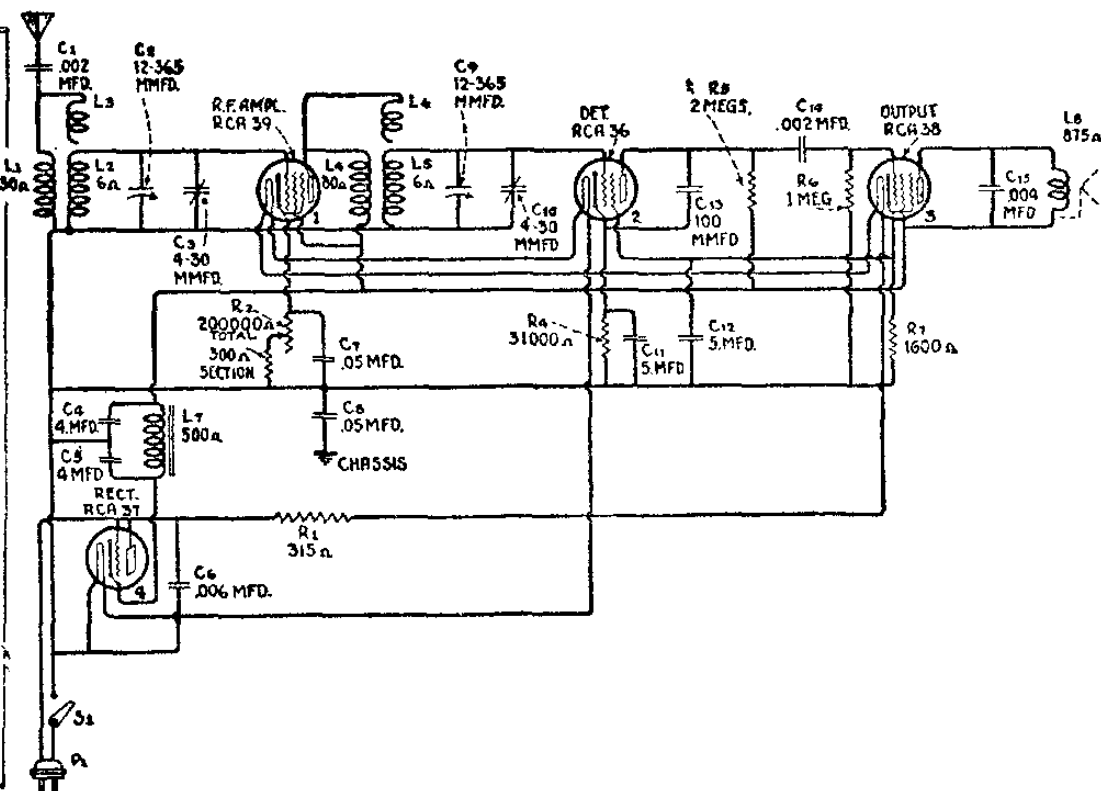 C1
.002
MFD.
L3
C2
12-365
MMFD.
L1
L2
6Ω
C3
4-30
MMFD.
R.F. AMPL.
RCA 39
1
L4
L4
80Ω
L5
6Ω
C9
12-365
MMFD.
C10
4-30
MMFD
DET.
RCA 36
2
C13
100
MMFD
R5
2 MEGS.
C14
.002 MFD.
R6
1 MEG
OUTPUT
RCA 38
3
C15
.004
MFD
L8
875Ω
R2
200000Ω
TOTAL
300Ω
SECTION
C7
.05 MFD.
C8
.05 MFD.
CHASSIS
R4
31000Ω
C11
5.MFD
C12
5.MFD.
R7
1600Ω
C4
4.MFD.
C5
4 MFD
L7
500Ω
RECT.
RCA 37
4
R1
315Ω
C6
.006 MFD.
S1
P1